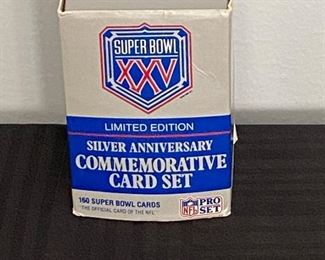 SUPER BOWL
XXV
LIMITED EDITION
SILVER ANNIVERSARY
COMMEMORATIVE
CARD SET
160 SUPER BOWL CARDS
"THE OFFICIAL CARD OF THE NFL"
NFL PRO
SET